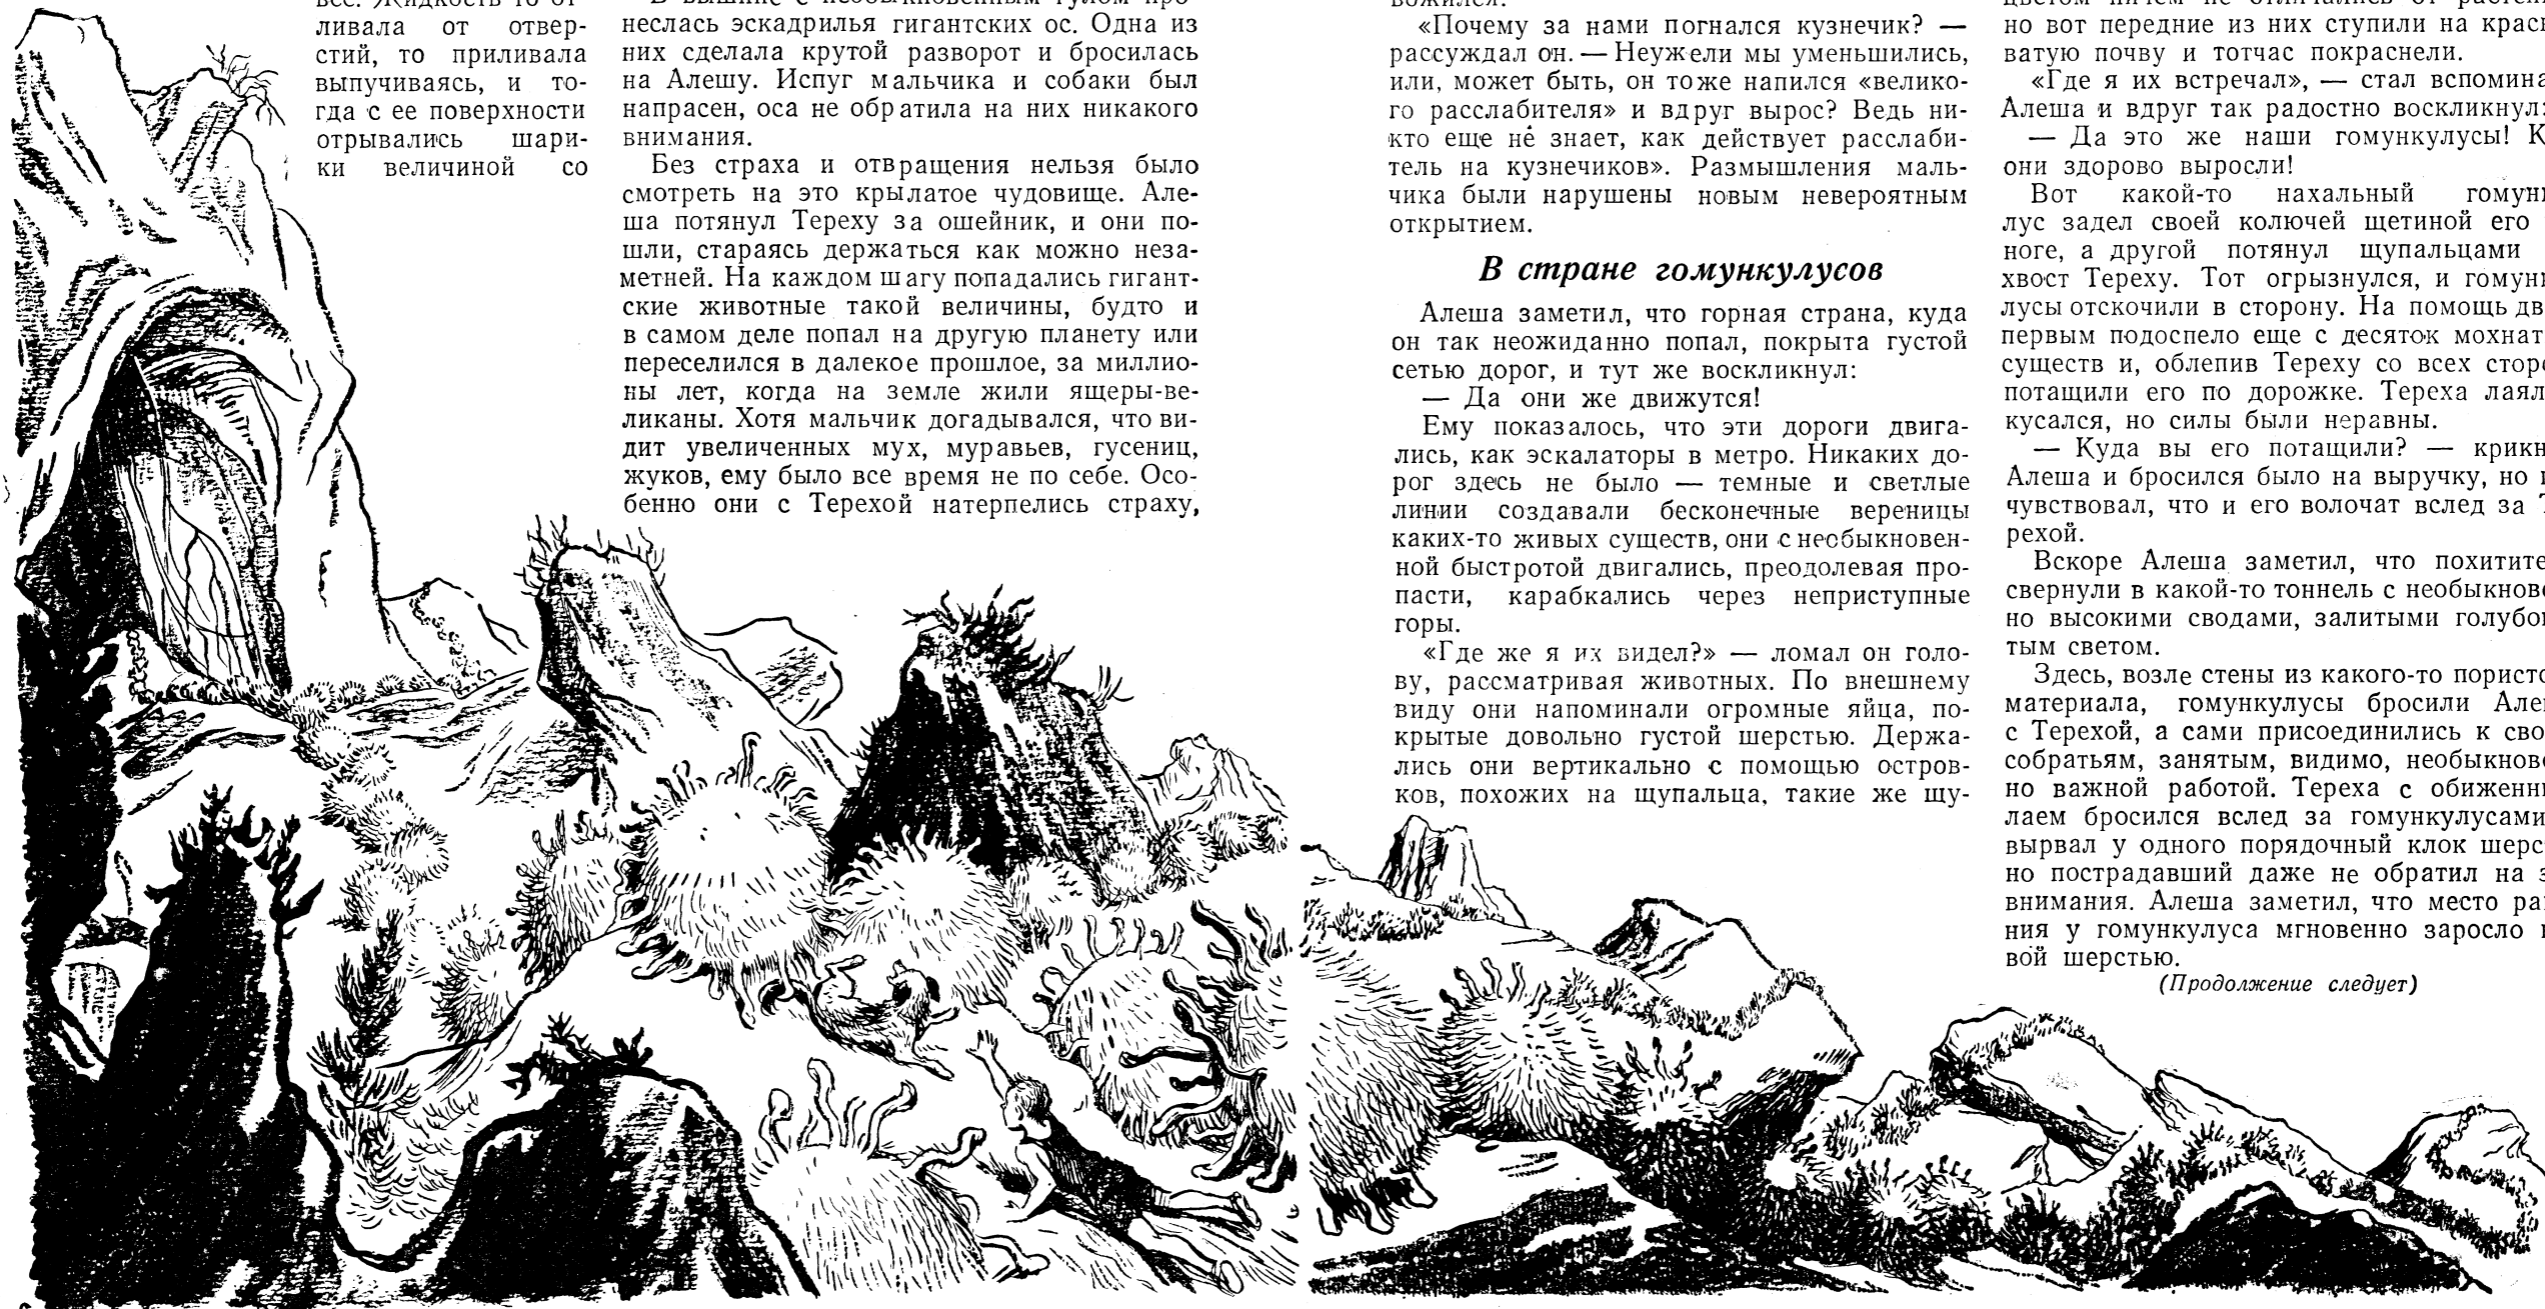 ливала от отвер-
стий, то приливала
выпучиваясь, и то-
гда с ее поверхности
отрывались шари-
ки величиной со
неслась эскадрилья гигантских ос. Одна из
них сделала крутой разворот и бросилась
на Алешу. Испуг мальчика и собаки был
напрасен, оса не обратила на них никакого
внимания.
Без страха и отвращения нельзя было
смотреть на это крылатое чудовище. Але-
ша потянул Тереху за ошейник, и они по-
шли, стараясь держаться как можно неза-
метней. На каждом шагу попадались гигант-
ские животные такой величины, будто и
в самом деле попал на другую планету или
переселился в далекое прошлое, за миллио-
ны лет, когда на земле жили ящеры-ве-
ликаны. Хотя мальчик догадывался, что ви-
дит увеличенных мух, муравьев, гусениц,
жуков, ему было все время не по себе. Осо-
бенно они с Терехой натерпелись страху,
«Почему за нами погнался кузнечик? —
рассуждал он. — Неужели мы уменьшились,
или, может быть, он тоже напился «велико-
го расслабителя» и вдруг вырос? Ведь ни-
кто еще не знает, как действует расслаби-
тель на кузнечиков». Размышления маль-
чика были нарушены новым невероятным
открытием.
В стране гомункулусов
Алеша заметил, что горная страна, куда
он так неожиданно попал, покрыта густой
сетью дорог, и тут же воскликнул:
— Да они же движутся!
Ему показалось, что эти дороги двига-
лись, как эскалаторы в метро. Никаких до-
рог здесь не было — темные и светлые
линии создавали бесконечные вереницы
каких-то живых существ, они с необыкновен-
ной быстротой двигались, преодолевая про-
пасти, карабкались через неприступные
горы.
«Где же я их видел?» — ломал он голо-
ву, рассматривая животных. По внешнему
виду они напоминали огромные яйца, по-
крытые довольно густой шерстью. Держа-
лись они вертикально с помощью остров-
ков, похожих на щупальца, такие же щу-
но вот передние из них ступили на красн
ватую почву и тотчас покраснели.
«Где я их встречал», — стал вспомина
Алеша и вдруг так радостно воскликнул:
— Да это же наши гомункулусы! К
они здорово выросли!
Вот какой-то нахальный гомунк
лус задел своей колючей щетиной его
ноге, а другой потянул щупальцами
хвост Тереху. Тот огрызнулся, и гомунк
лусы отскочили в сторону. На помощь дв
первым подоспело еще с десяток мохнат
существ и, облепив Тереху со всех сторо
потащили его по дорожке. Тереха лаял
кусался, но силы были неравны.
— Куда вы его потащили? — крикн
Алеша и бросился было на выручку, но п
чувствовал, что и его волочат вслед за Т
рехой.
Вскоре Алеша заметил, что похитите
свернули в какой-то тоннель с необыкнове
но высокими сводами, залитыми голубов
тым светом.
Здесь, возле стены из какого-то пористо
материала, гомункулусы бросили Алеш
с Терехой, а сами присоединились к сво
собратьям, занятым, видимо, необыкнове
но важной работой. Тереха с обиженны
лаем бросился вслед за гомункулусами
вырвал у одного порядочный клок шерс
но пострадавший даже не обратил на э
внимания. Алеша заметил, что место ран
ния у гомункулуса мгновенно заросло н
вой шерстью.
(Продолжение следует)